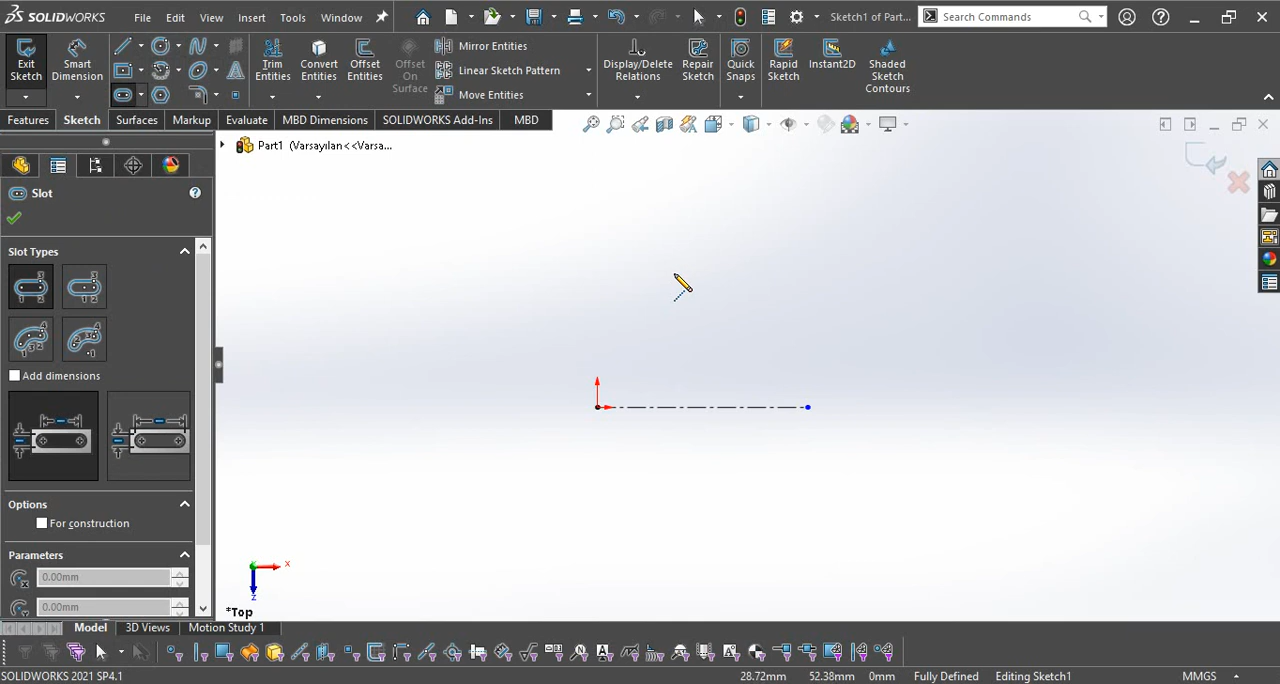 SOLIDWORKS File Edit View Insert Tools Window Sketch1 of Part... Search Commands
Exit Sketch
Smart Dimension
Trim Entities
Convert Entities
Offset Entities
Offset On Surface
Mirror Entities
Linear Sketch Pattern
Move Entities
Display/Delete Relations
Repair Sketch
Quick Snaps
Rapid Sketch
Instant2D
Shaded Sketch Contours
Features Sketch Surfaces Markup Evaluate MBD Dimensions SOLIDWORKS Add-Ins MBD
Part1 (Varsayılan<<Varsa...
Slot
Slot Types
Add dimensions
Options
For construction
Parameters
0.00mm
0.00mm
x
z
*Top
Model 3D Views Motion Study 1
SOLIDWORKS 2021 SP4.1 28.72mm 52.38mm 0mm Fully Defined Editing Sketch1 MMGS